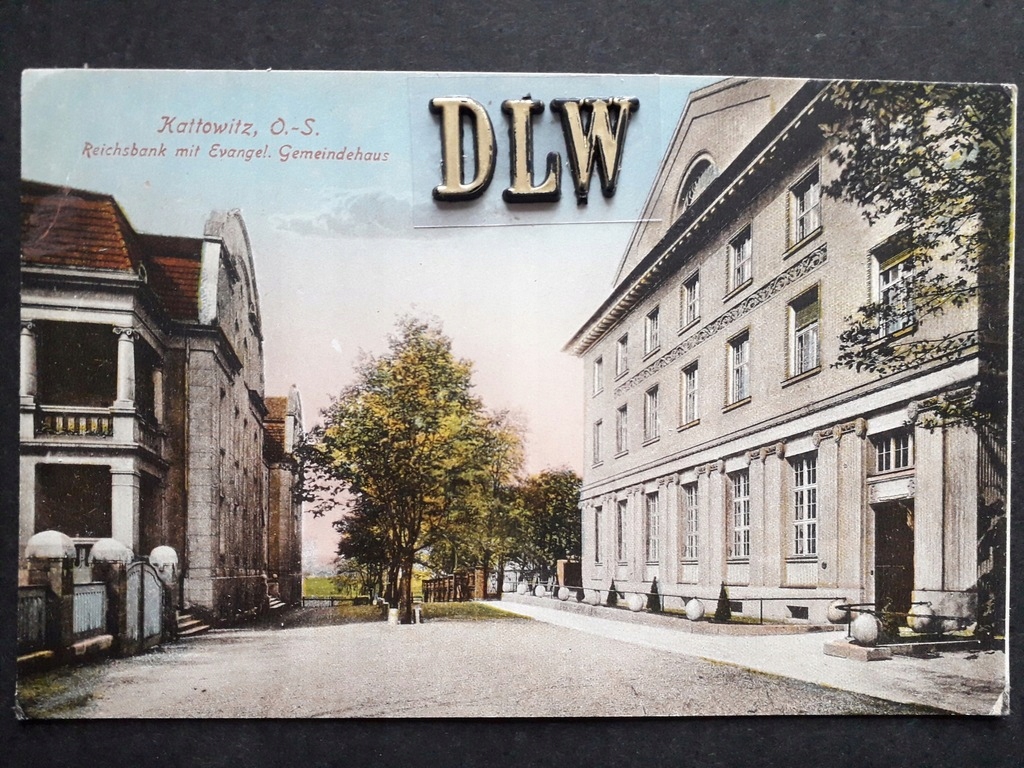 Kattowitz, O.-S.
Reichsbank mit Evangel. Gemeindehaus
DLW